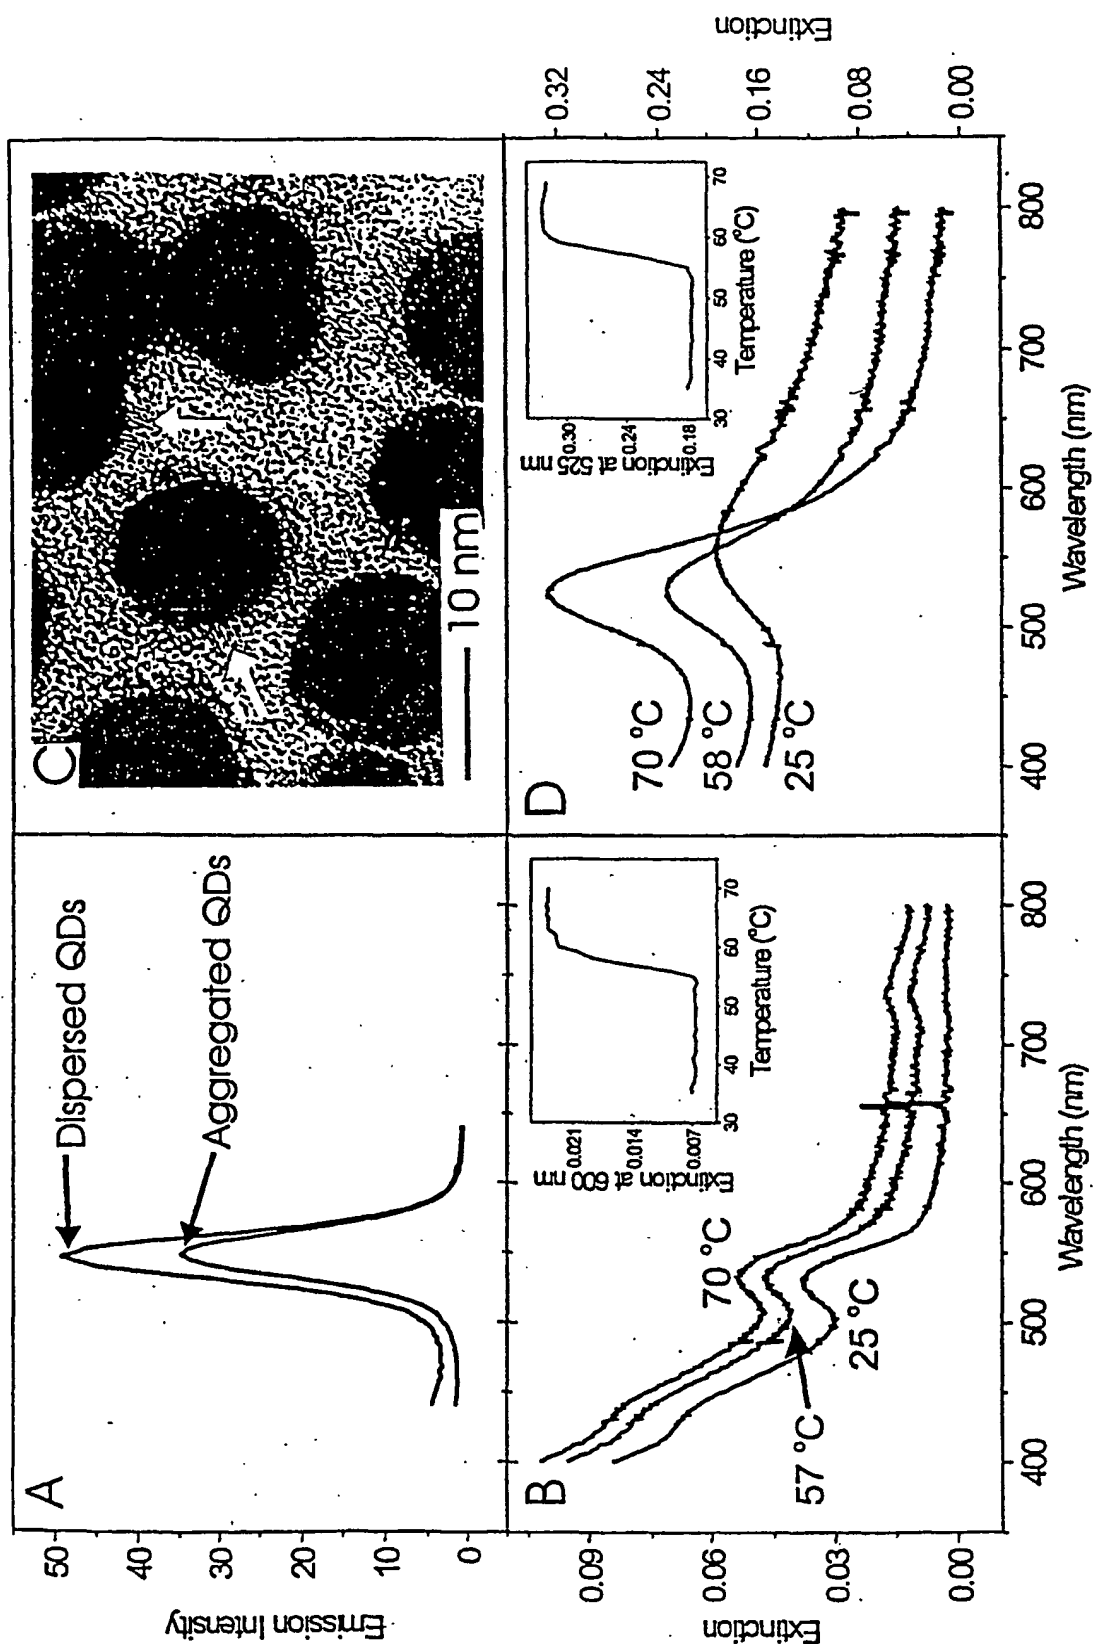 A
Dispersed QDs
Aggregated QDs
50
40
30
20
10
0
Emission Intensity
C
10 nm
B
70 °C
57 °C
25 °C
0.09
0.06
0.03
0.00
Extinction
400
500
600
700
800
Wavelength (nm)
Extinction at 600 nm
0.021
0.014
0.007
30
40
50
60
70
Temperature (°C)
D
70 °C
58 °C
25 °C
0.32
0.24
0.16
0.08
0.00
Extinction
400
500
600
700
800
Wavelength (nm)
Extinction at 525 nm
0.30
0.24
0.18
30
40
50
60
70
Temperature (°C)